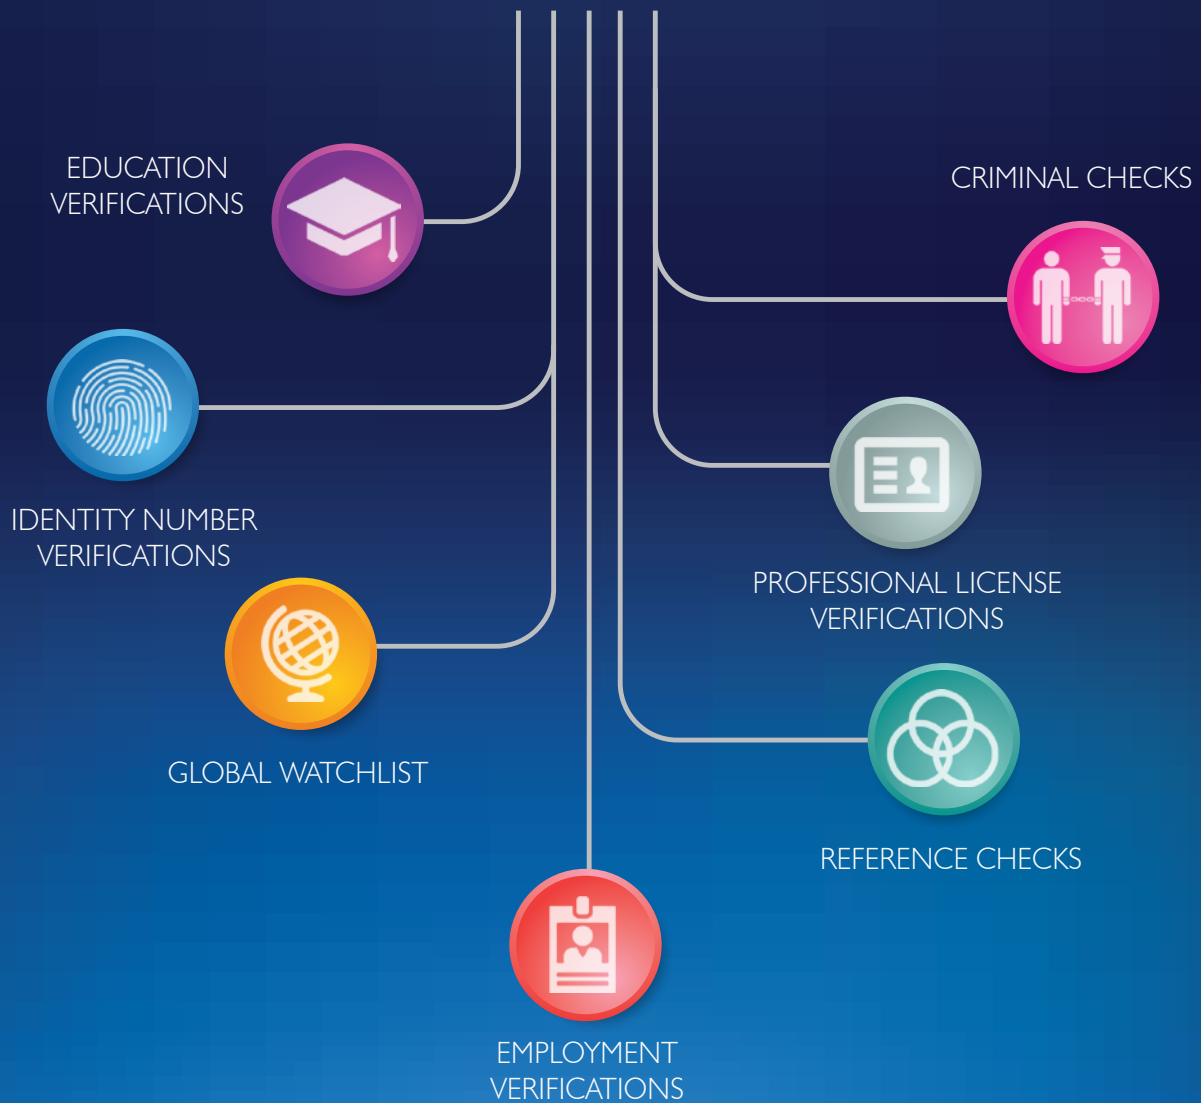 EDUCATION
VERIFICATIONS
CRIMINAL CHECKS
IDENTITY NUMBER
VERIFICATIONS
PROFESSIONAL LICENSE
VERIFICATIONS
GLOBAL WATCHLIST
REFERENCE CHECKS
EMPLOYMENT
VERIFICATIONS